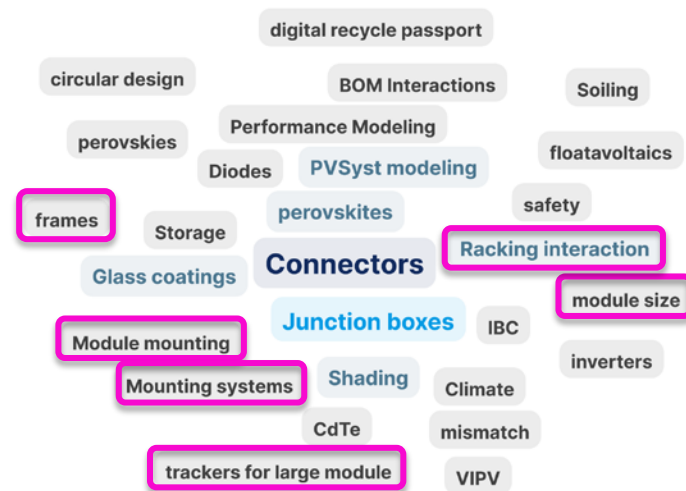 digital recycle passport
circular design
BOM Interactions
Soiling
Performance Modeling
perovskies
floatavoltaics
Diodes
PVSyst modeling
frames
perovskites
safety
Storage
Racking interaction
Connectors
Glass coatings
module size
Junction boxes
IBC
Module mounting
inverters
Mounting systems
Shading
Climate
CdTe
mismatch
trackers for large module
VIPV